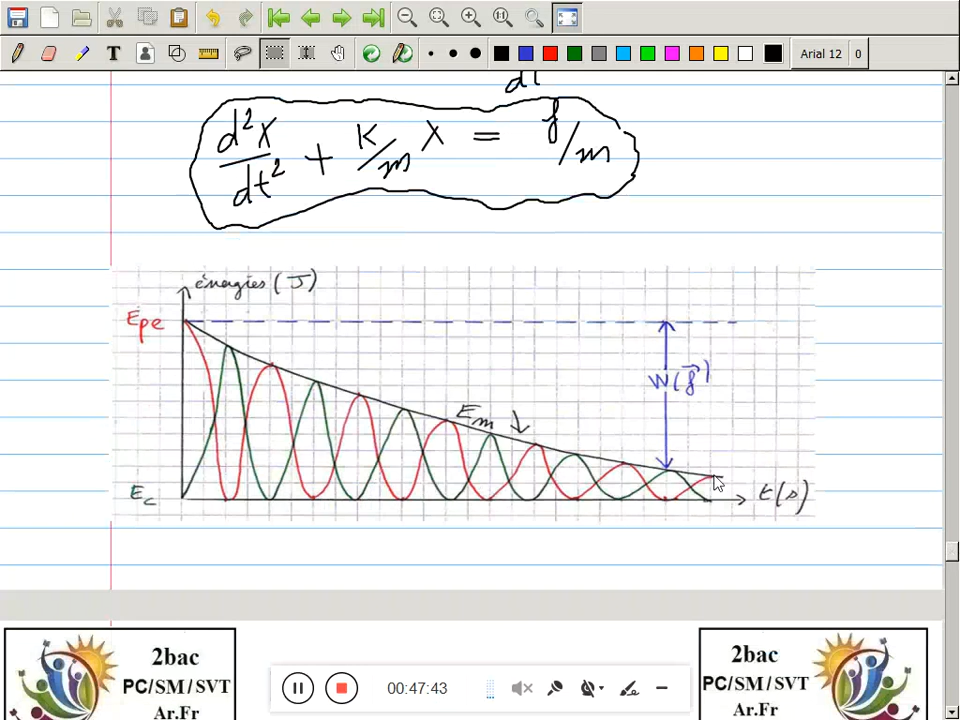 T
Arial 12
0
dt
d²X/dt² + K/m X = f/m
énergies (J)
Epe
W(f⃗)
Em
Ec
t(s)
2bac
PC/SM/SVT
Ar.Fr
00:47:43
2bac
PC/SM/SVT
Ar.Fr